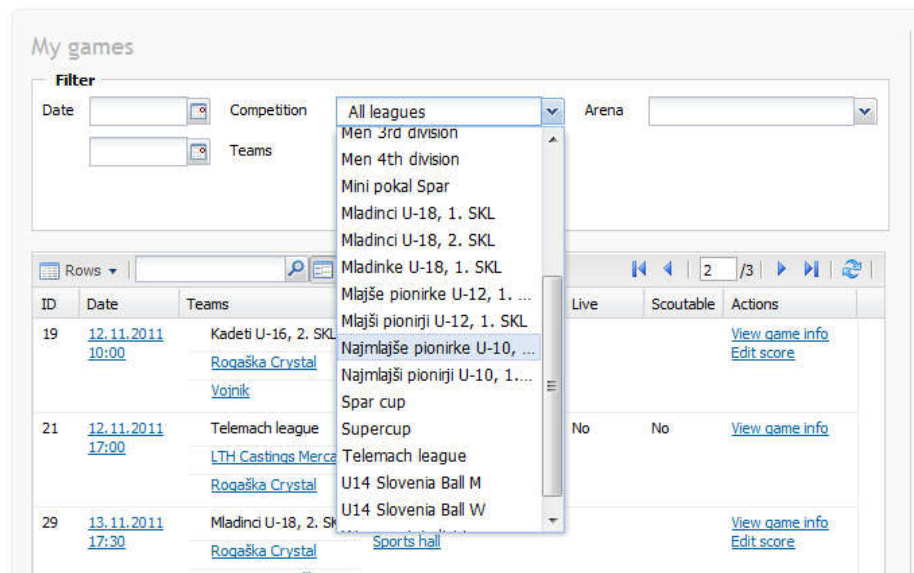 My games
Filter
Date
Competition
All leagues
Arena
Teams
Men 3rd division
Men 4th division
Mini pokal Spar
Mladinci U-18, 1. SKL
Mladinci U-18, 2. SKL
Mladinke U-18, 1. SKL
Mlajše pionirke U-12, 1. ...
Mlajši pionirji U-12, 1. SKL
Najmlajše pionirke U-10, ...
Najmlajši pionirji U-10, 1....
Spar cup
Supercup
Telemach league
U14 Slovenia Ball M
U14 Slovenia Ball W
Rows
2 /3
ID Date Teams Live Scoutable Actions
19 12.11.2011 Kadeti U-16, 2. SKL View game info
10:00 Rogaška Crystal Edit score
Vojnik
21 12.11.2011 Telemach league No No View game info
17:00 LTH Castings Merca
Rogaška Crystal
29 13.11.2011 Mladinci U-18, 2. SK View game info
17:30 Rogaška Crystal Sports hall Edit score